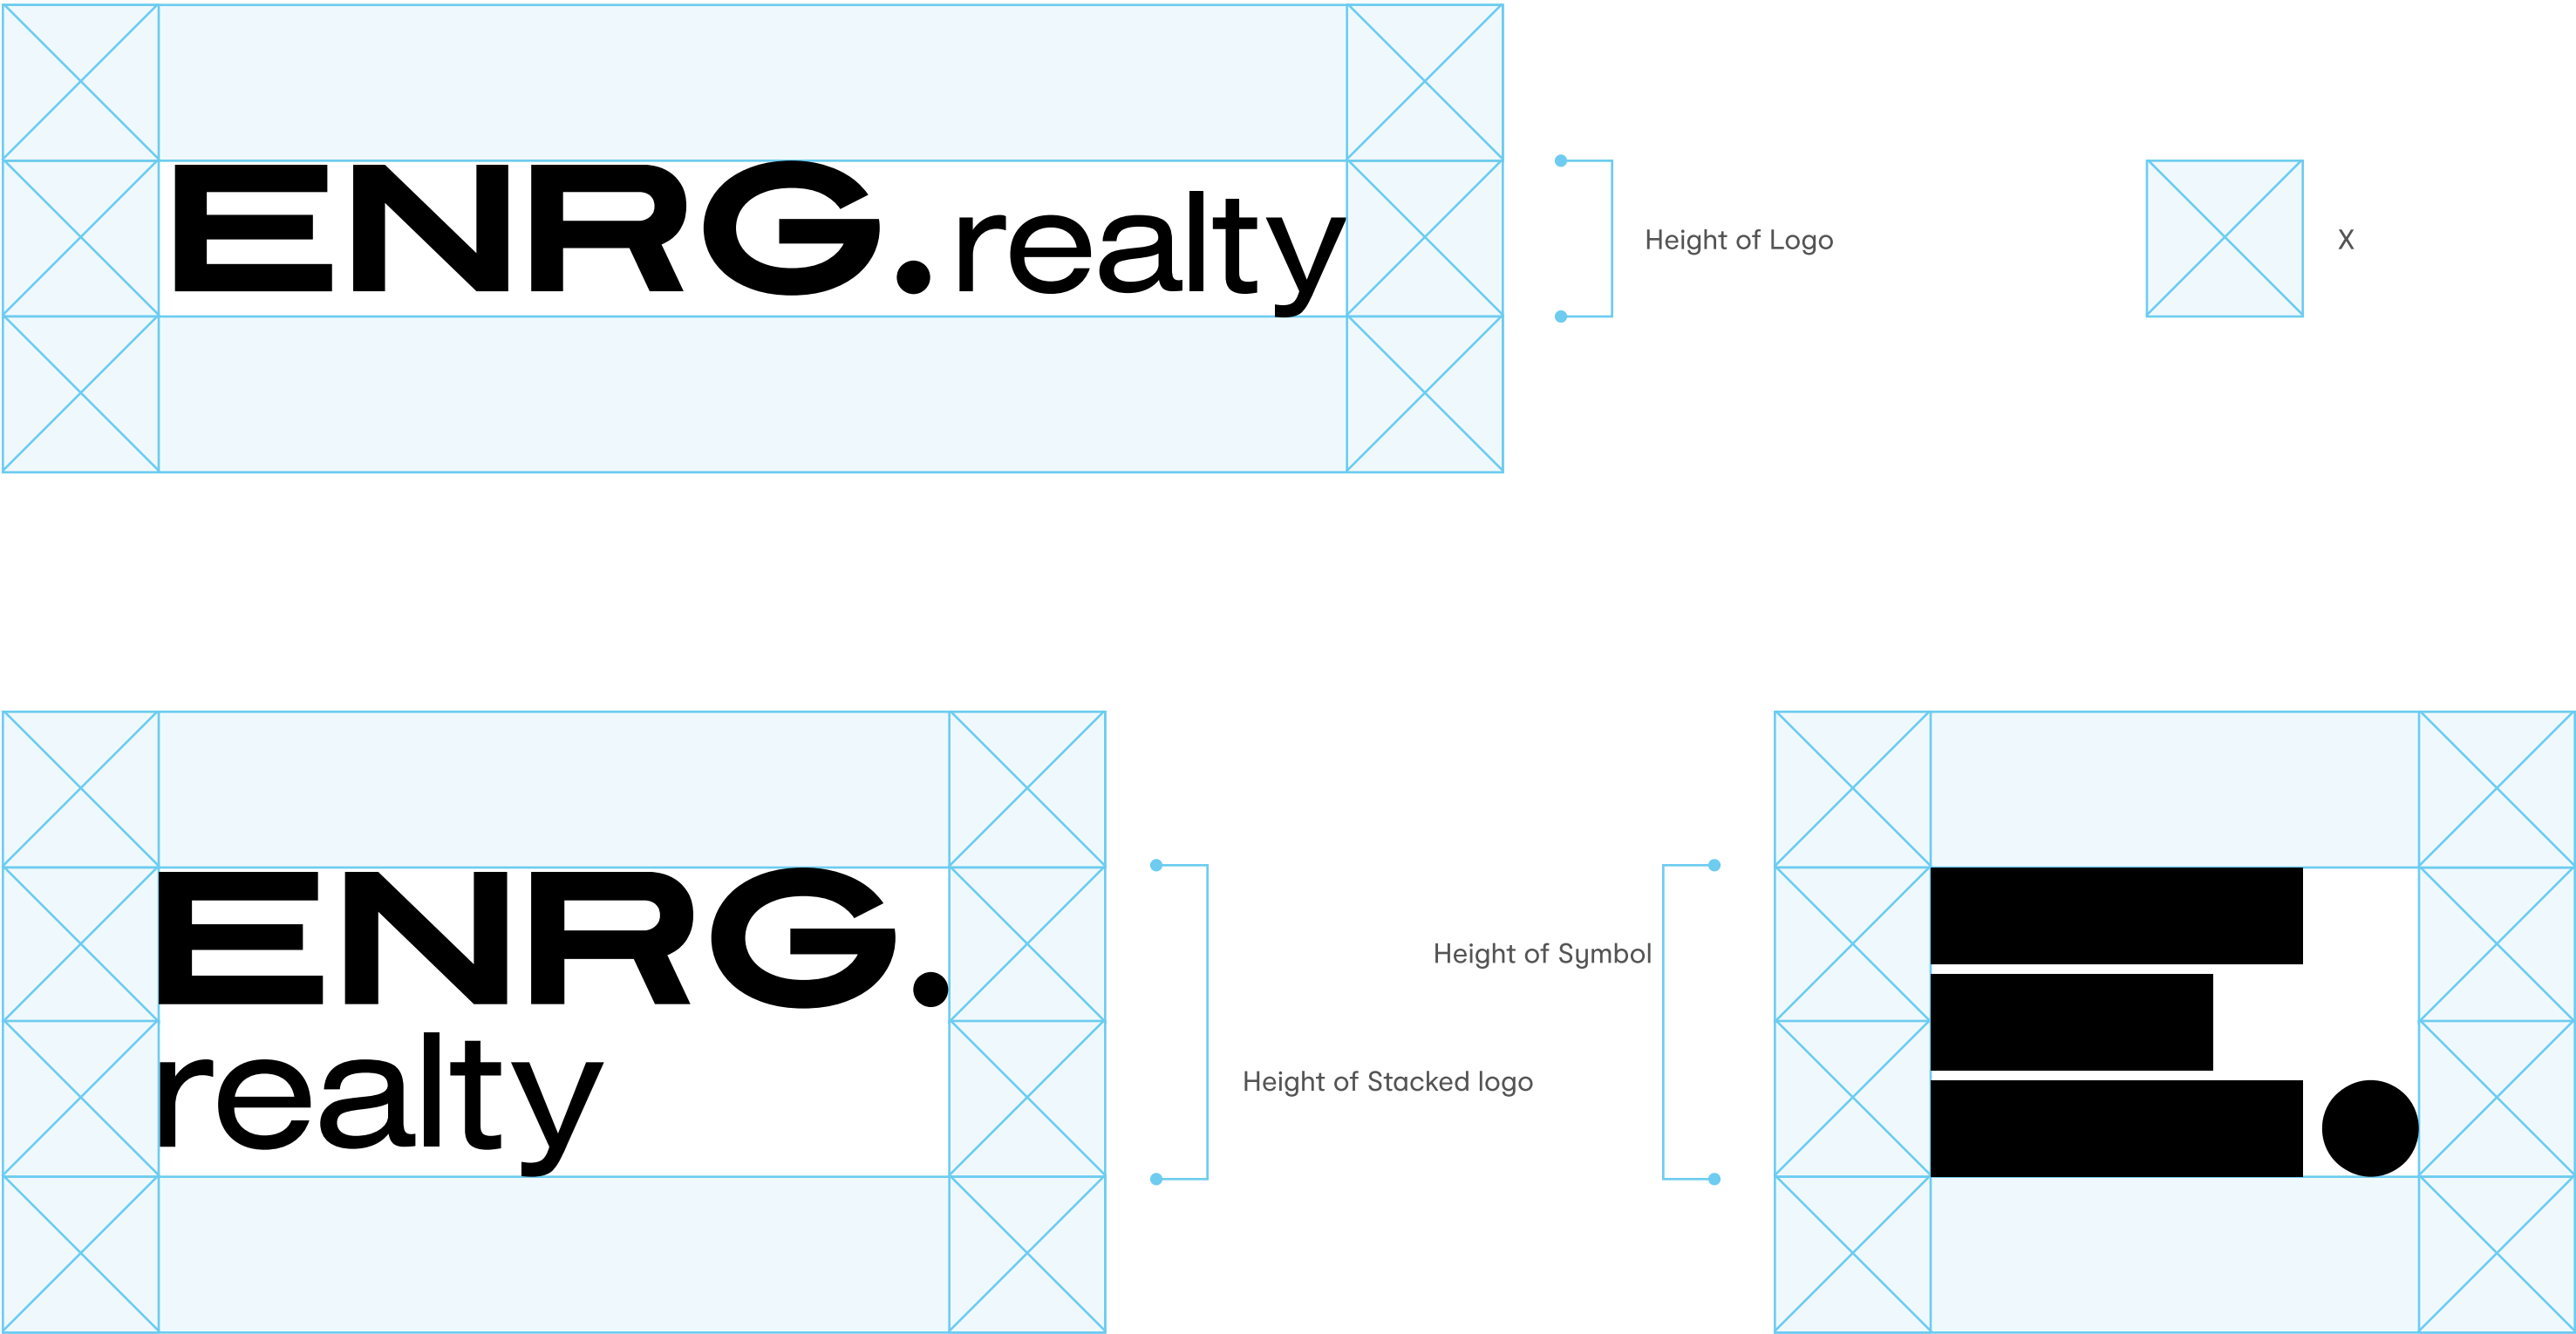 ENRG.realty
Height of Logo
X
ENRG.
realty
Height of Stacked logo
Height of Symbol
E.